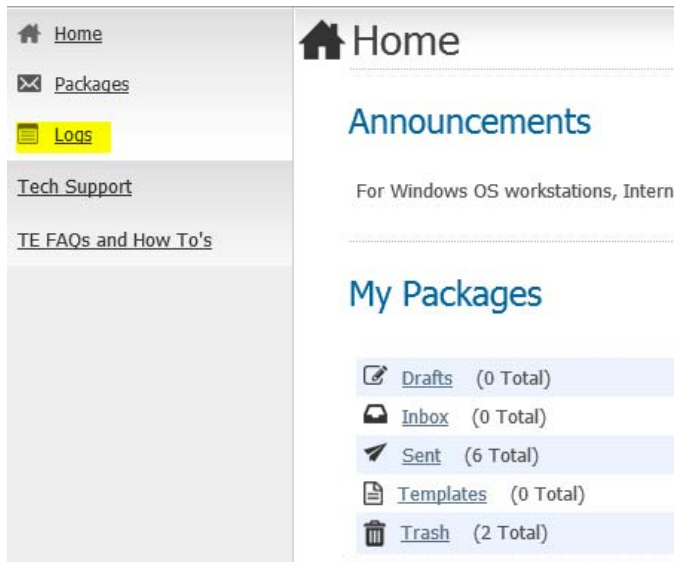 Home
Packages
Logs
Tech Support
TE FAQs and How To's
Home
Announcements
For Windows OS workstations, Intern
My Packages
Drafts (0 Total)
Inbox (0 Total)
Sent (6 Total)
Templates (0 Total)
Trash (2 Total)